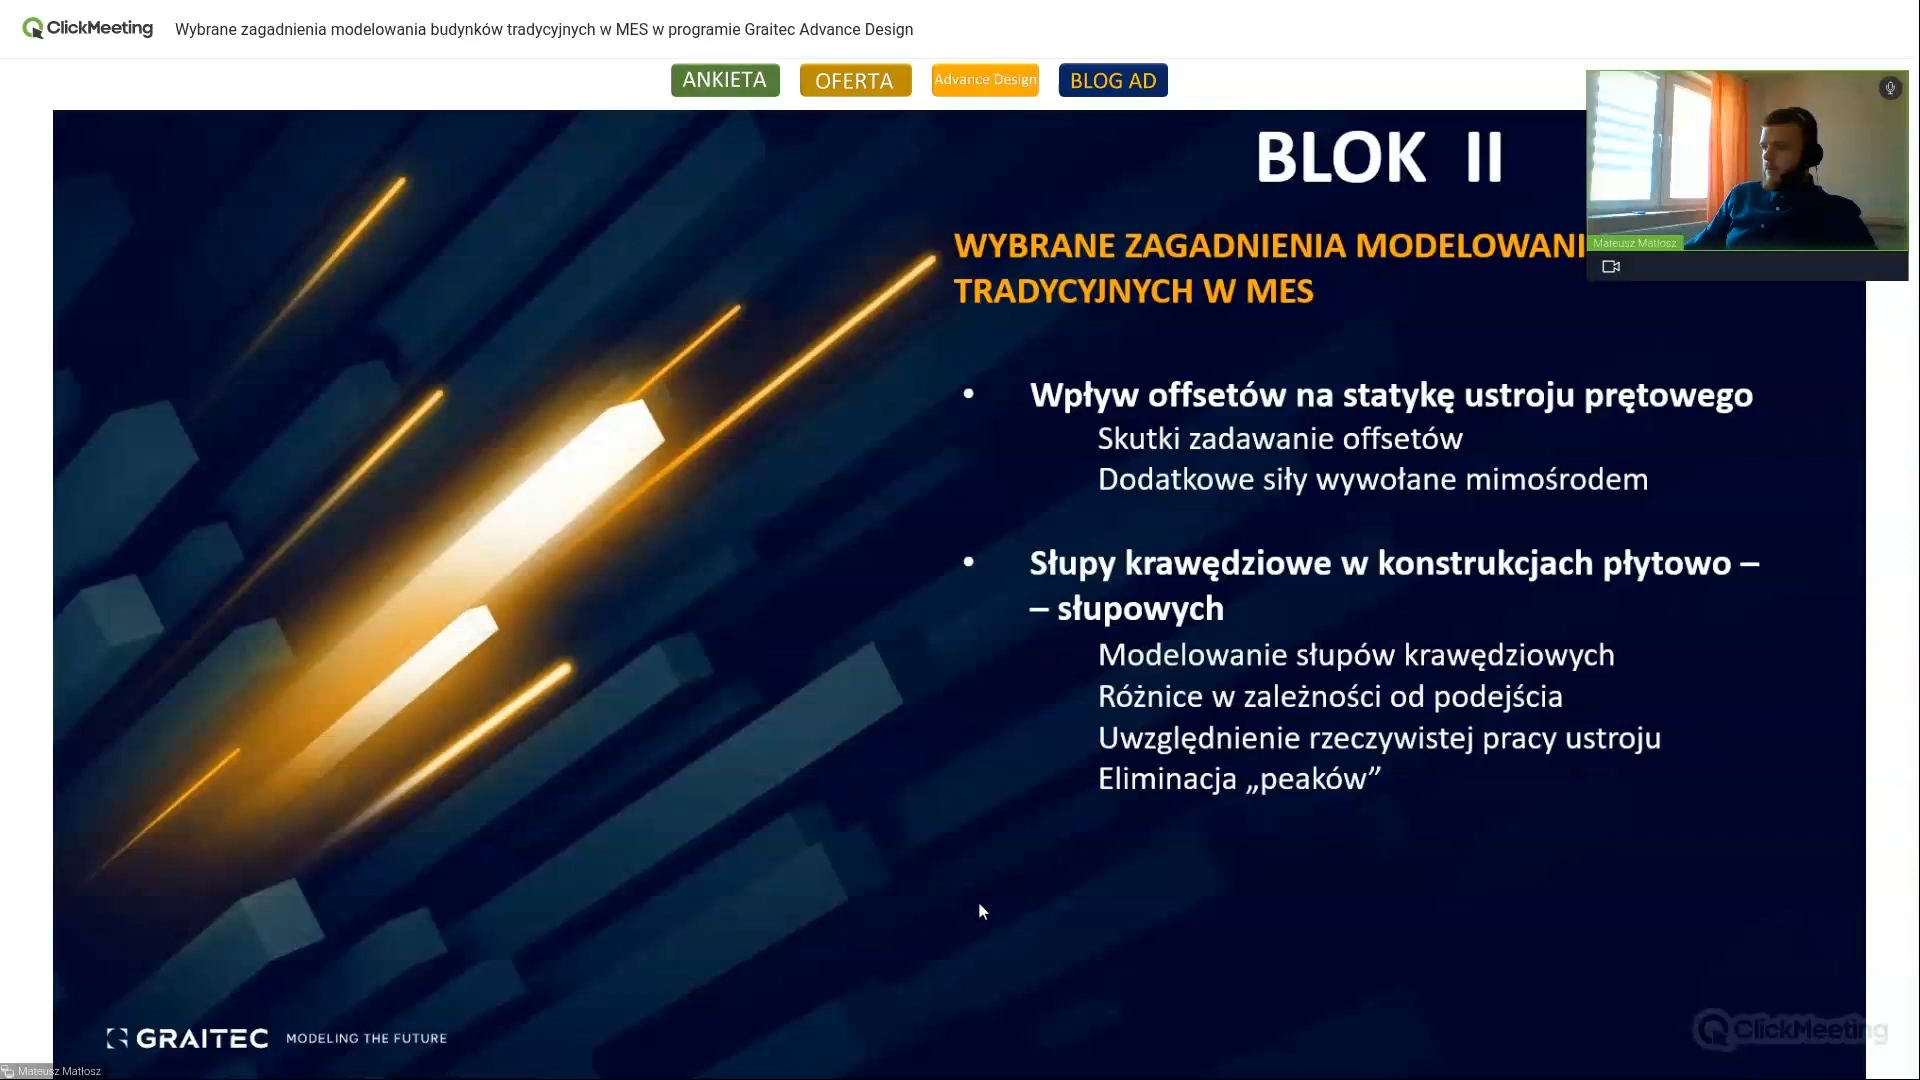 ClickMeeting Wybrane zagadnienia modelowania budynków tradycyjnych w MES w programie Graitec Advance Design
ANKIETA OFERTA Advance Design BLOG AD
BLOK II
WYBRANE ZAGADNIENIA MODELOWANI
TRADYCYJNYCH W MES
Mateusz Matłosz
• Wpływ offsetów na statykę ustroju prętowego
Skutki zadawanie offsetów
Dodatkowe siły wywołane mimośrodem
• Słupy krawędziowe w konstrukcjach płytowo –
– słupowych
Modelowanie słupów krawędziowych
Różnice w zależności od podejścia
Uwzględnienie rzeczywistej pracy ustroju
Eliminacja „peaków”
GRAITEC MODELING THE FUTURE
ClickMeeting
Mateusz Matłosz